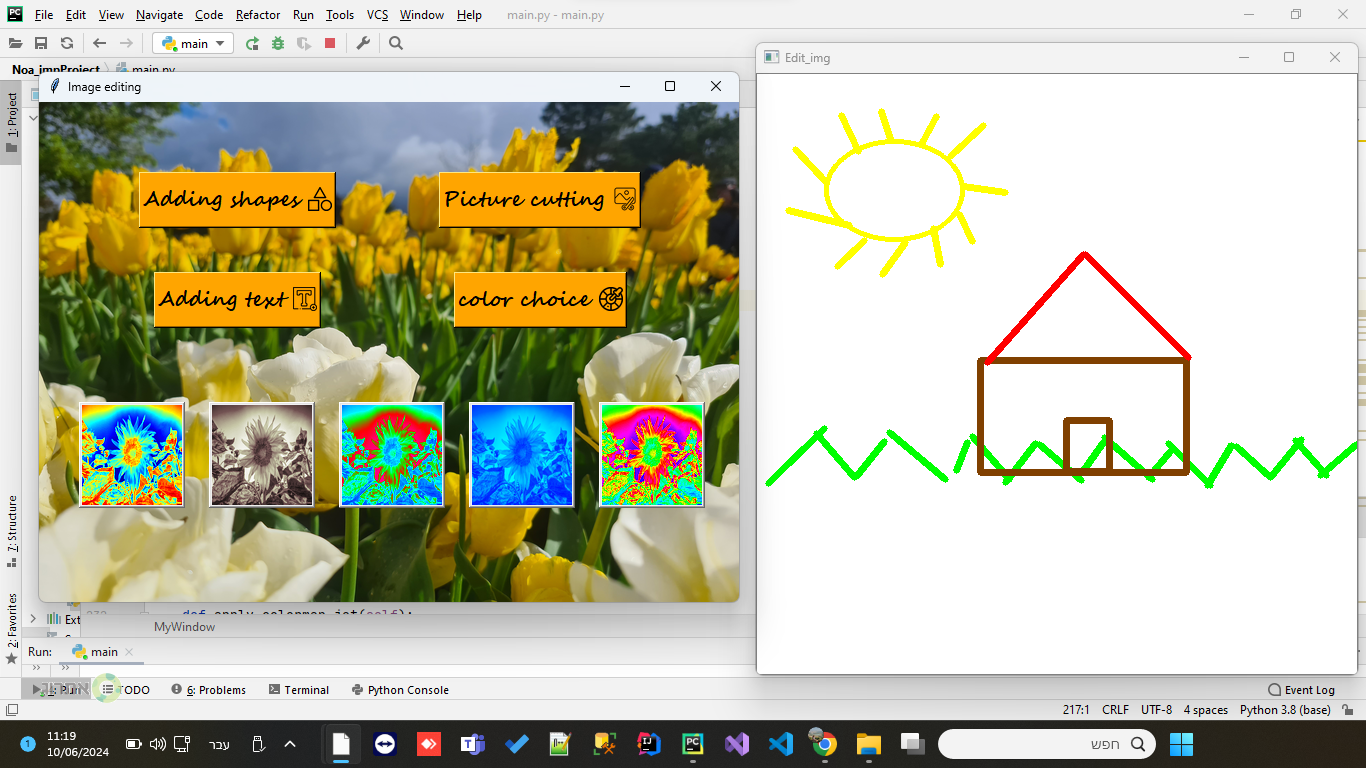 File Edit View Navigate Code Refactor Run Tools VCS Window Help main.py - main.py
main
Noa_impProject main.py
1: Project
Image editing
Edit_img
Adding shapes
Picture cutting
Adding text
color choice
7: Structure
2: Favorites
def apply_colormap_jet(self):
Ext
MyWindow
Run: main
TODO 6: Problems Terminal Python Console Event Log
217:1 CRLF UTF-8 4 spaces Python 3.8 (base)
1 11:19 עבר חפש
10/06/2024